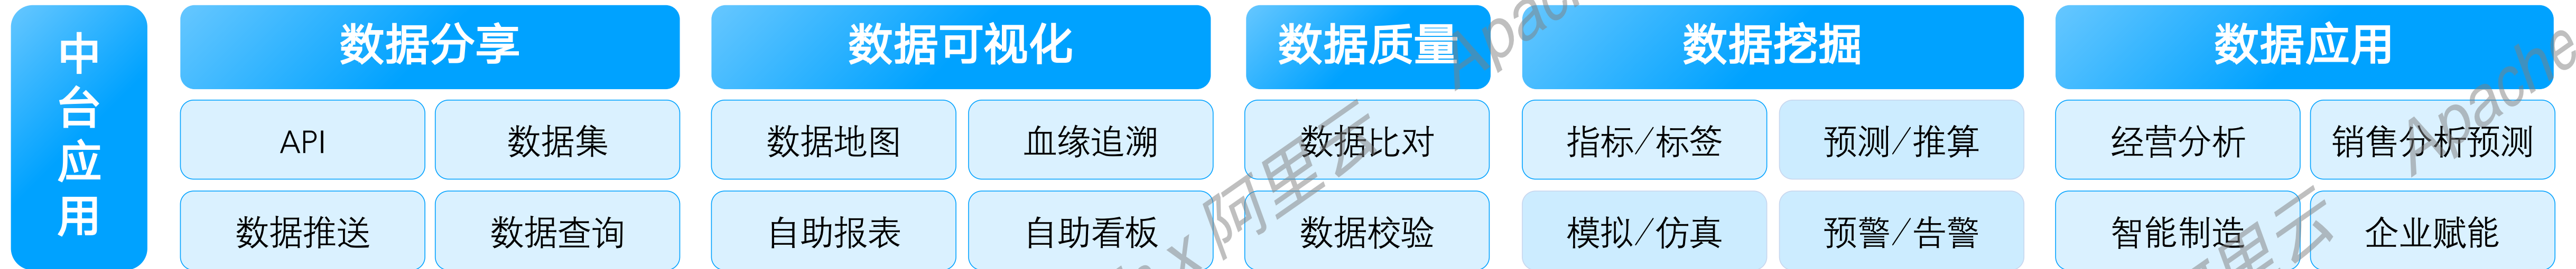 中台应用
数据分享 数据可视化 数据质量 数据挖掘 数据应用
API 数据集 数据地图 血缘追溯 数据比对 指标/标签 预测/推算 经营分析 销售分析预测
数据推送 数据查询 自助报表 自助看板 数据校验 模拟/仿真 预警/告警 智能制造 企业赋能
x 阿里云
Apache